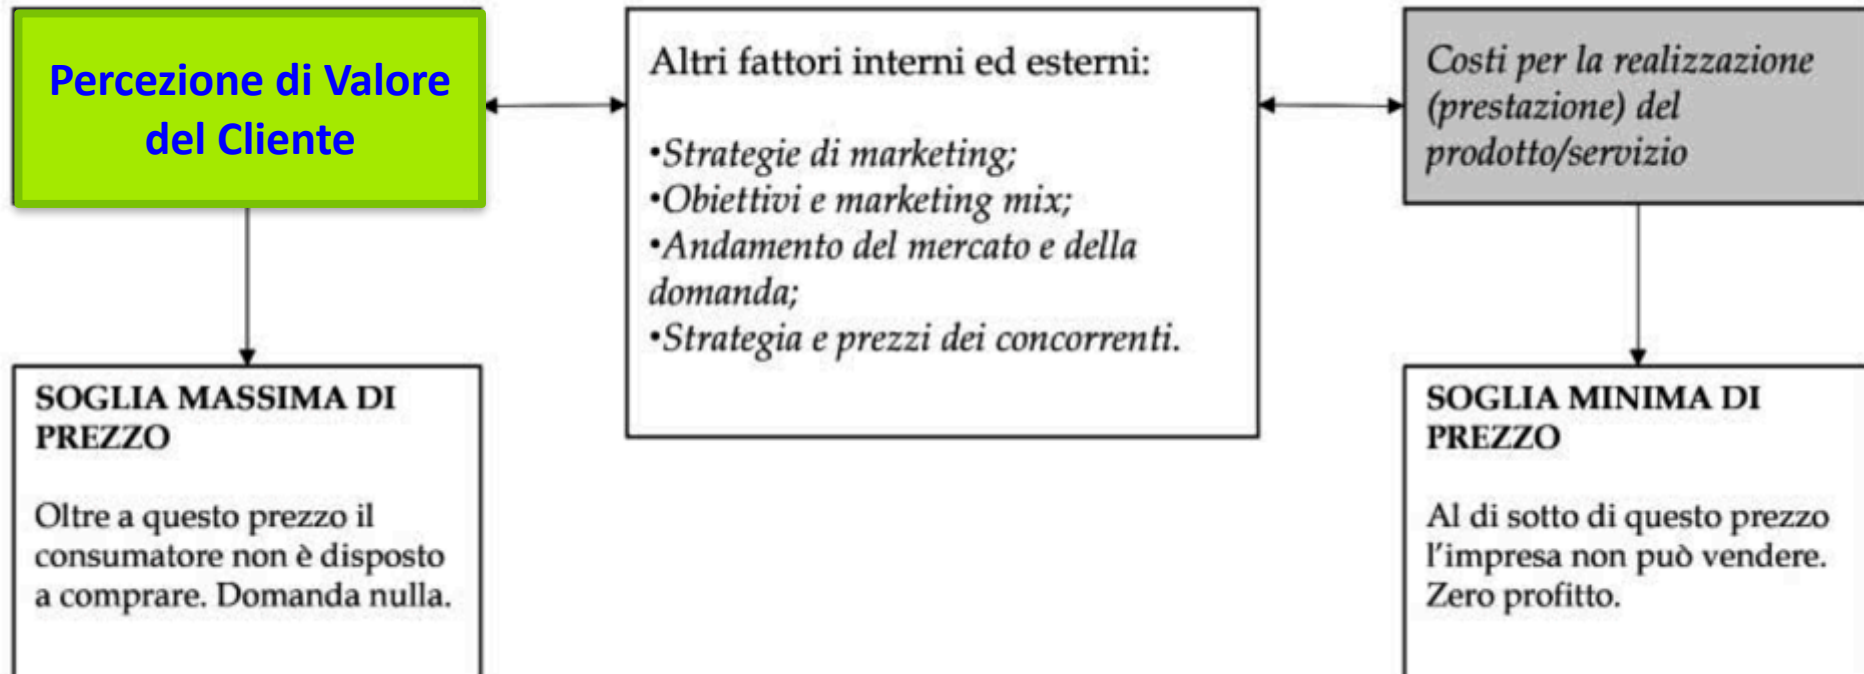 Percezione di Valore
del Cliente
Altri fattori interni ed esterni:
•Strategie di marketing;
•Obiettivi e marketing mix;
•Andamento del mercato e della
domanda;
•Strategia e prezzi dei concorrenti.
Costi per la realizzazione
(prestazione) del
prodotto/servizio
SOGLIA MASSIMA DI
PREZZO
Oltre a questo prezzo il
consumatore non è disposto
a comprare. Domanda nulla.
SOGLIA MINIMA DI
PREZZO
Al di sotto di questo prezzo
l'impresa non può vendere.
Zero profitto.